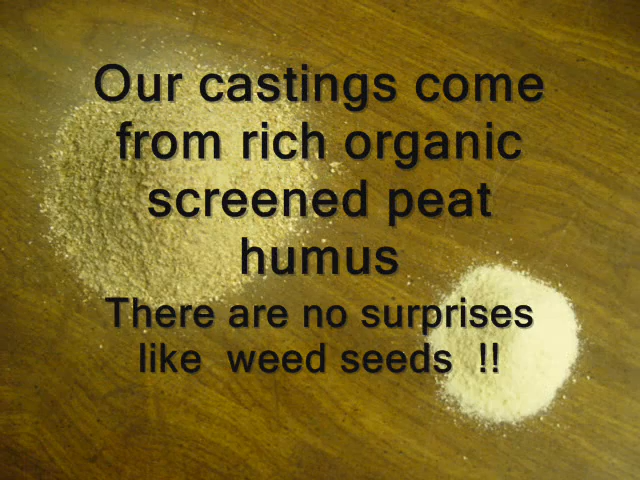 Our castings come
from rich organic
screened peat
humus
There are no surprises
like  weed seeds  !!